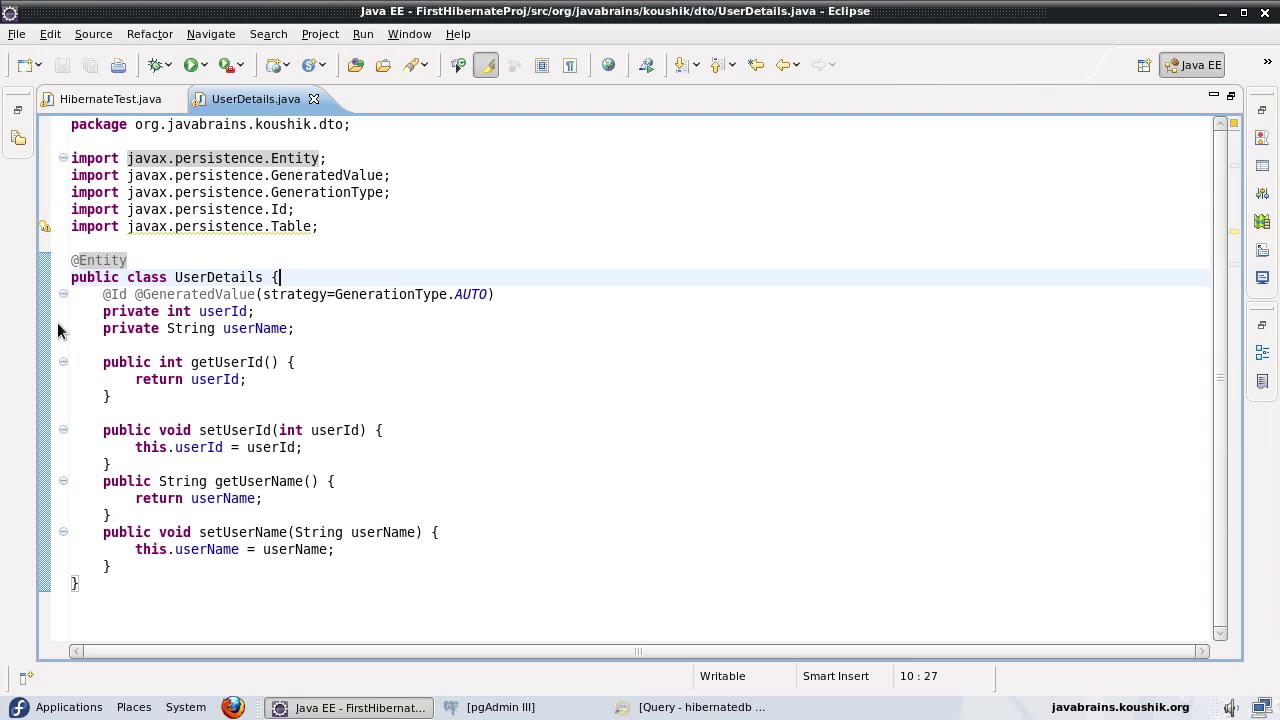 Java EE - FirstHibernateProj/src/org/javabrains/koushik/dto/UserDetails.java - Eclipse
File Edit Source Refactor Navigate Search Project Run Window Help
Java EE
HibernateTest.java UserDetails.java
package org.javabrains.koushik.dto;
import javax.persistence.Entity;
import javax.persistence.GeneratedValue;
import javax.persistence.GenerationType;
import javax.persistence.Id;
import javax.persistence.Table;
@Entity
public class UserDetails {
@Id @GeneratedValue(strategy=GenerationType.AUTO)
private int userId;
private String userName;
public int getUserId() {
return userId;
}
public void setUserId(int userId) {
this.userId = userId;
}
public String getUserName() {
return userName;
}
public void setUserName(String userName) {
this.userName = userName;
}
}
Writable Smart Insert 10 : 27
Applications Places System Java EE - FirstHibernat... [pgAdmin III] [Query - hibernatedb ... javabrains.koushik.org